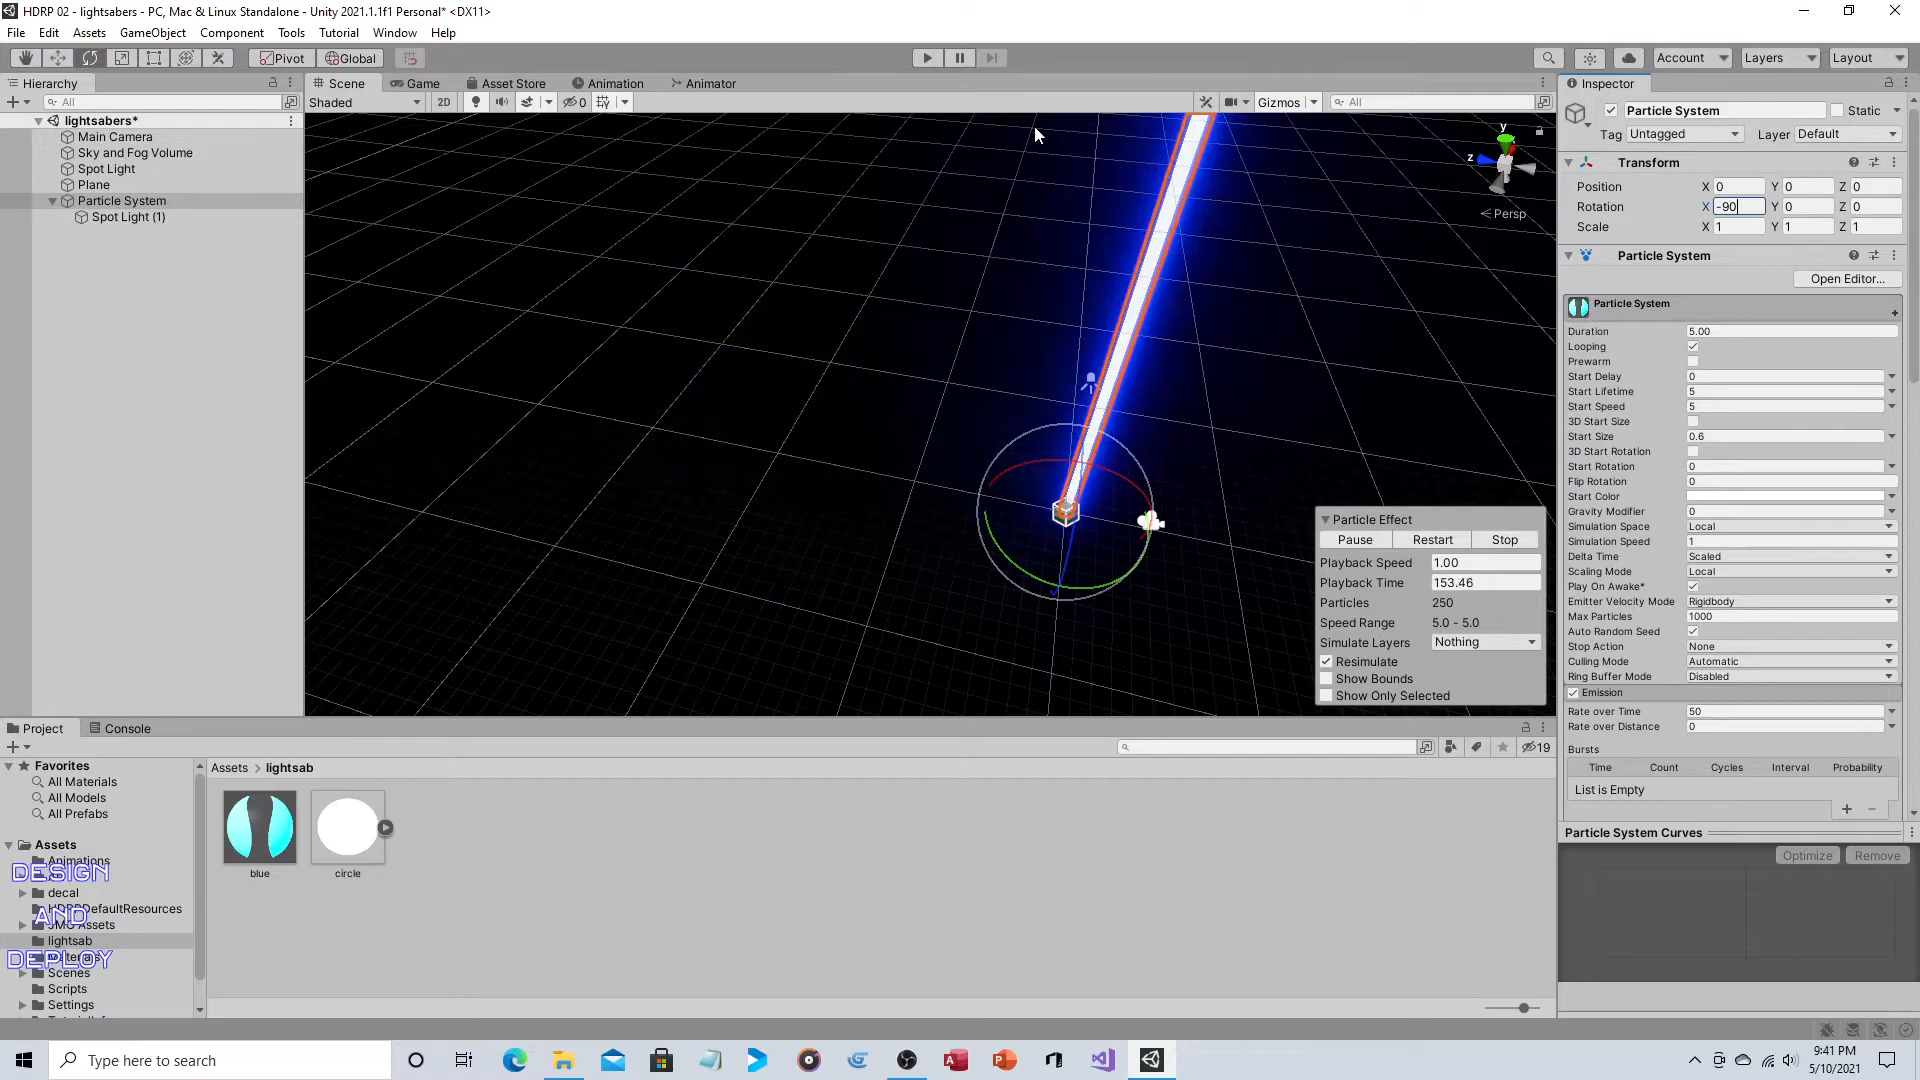 HDRP 02 - lightsabers - PC, Mac & Linux Standalone - Unity 2021.1.1f1 Personal* <DX11>
File Edit Assets GameObject Component Tools Tutorial Window Help
Pivot Global Account Layers Layout
Hierarchy
All
lightsabers*
Main Camera
Sky and Fog Volume
Spot Light
Plane
Particle System
Spot Light (1)
Scene Game Asset Store Animation Animator
Shaded 2D 0 Gizmos All
y
z
< Persp
Particle Effect
Pause Restart Stop
Playback Speed 1.00
Playback Time 153.46
Particles 250
Speed Range 5.0 - 5.0
Simulate Layers Nothing
Resimulate
Show Bounds
Show Only Selected
Inspector
Particle System Static
Tag Untagged Layer Default
Transform
Position X 0 Y 0 Z 0
Rotation X -90 Y 0 Z 0
Scale X 1 Y 1 Z 1
Particle System
Open Editor...
Particle System
Duration 5.00
Looping
Prewarm
Start Delay 0
Start Lifetime 5
Start Speed 5
3D Start Size
Start Size 0.6
3D Start Rotation
Start Rotation 0
Flip Rotation 0
Start Color
Gravity Modifier 0
Simulation Space Local
Simulation Speed 1
Delta Time Scaled
Scaling Mode Local
Play On Awake*
Emitter Velocity Mode Rigidbody
Max Particles 1000
Auto Random Seed
Stop Action None
Culling Mode Automatic
Ring Buffer Mode Disabled
Emission
Rate over Time 50
Rate over Distance 0
Bursts
Time Count Cycles Interval Probability
List is Empty
Particle System Curves
Optimize Remove
Project Console
19
Favorites
All Materials
All Models
All Prefabs
Assets
Animations
decal
HDRPDefaultResources
lightsab
Scenes
Scripts
Settings
DESIGN
AND
DEPLOY
Assets > lightsab
blue circle
Type here to search
9:41 PM
5/10/2021